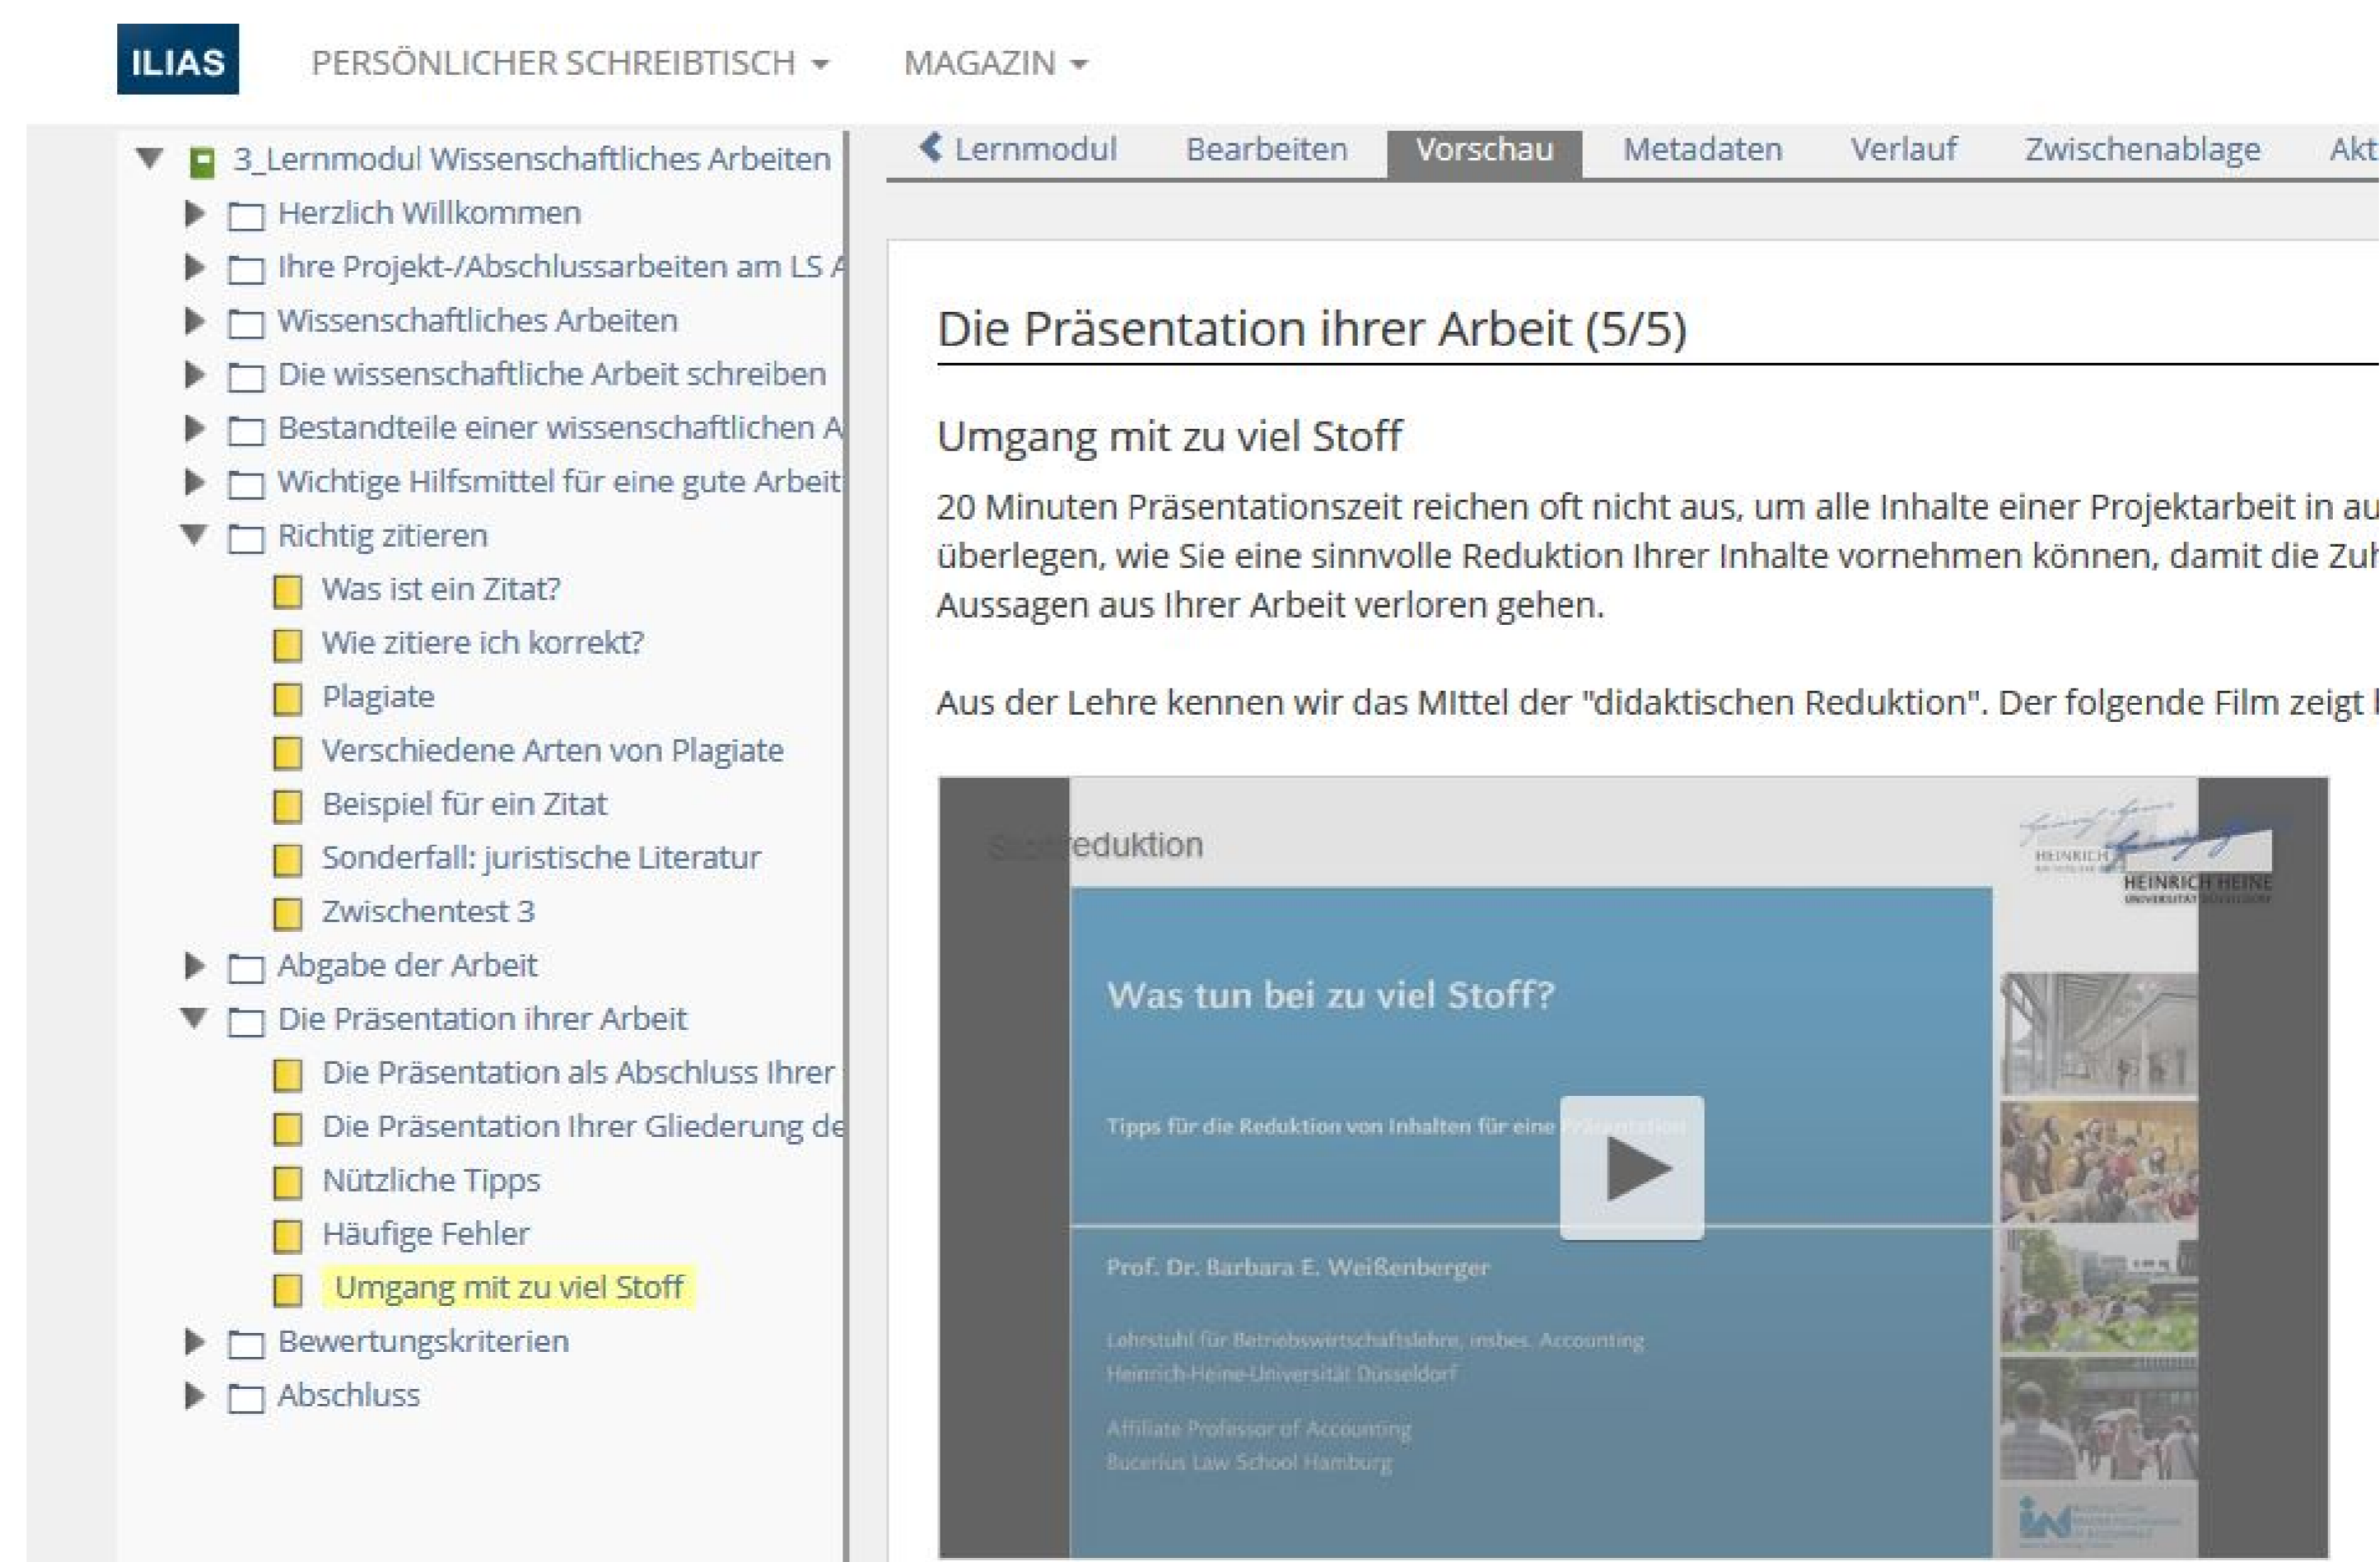 ILIAS PERSÖNLICHER SCHREIBTISCH MAGAZIN
3_Lernmodul Wissenschaftliches Arbeiten
Herzlich Willkommen
Ihre Projekt-/Abschlussarbeiten am LS A
Wissenschaftliches Arbeiten
Die wissenschaftliche Arbeit schreiben
Bestandteile einer wissenschaftlichen A
Wichtige Hilfsmittel für eine gute Arbeit
Richtig zitieren
Was ist ein Zitat?
Wie zitiere ich korrekt?
Plagiate
Verschiedene Arten von Plagiate
Beispiel für ein Zitat
Sonderfall: juristische Literatur
Zwischentest 3
Abgabe der Arbeit
Die Präsentation ihrer Arbeit
Die Präsentation als Abschluss Ihrer
Die Präsentation Ihrer Gliederung de
Nützliche Tipps
Häufige Fehler
Umgang mit zu viel Stoff
Bewertungskriterien
Abschluss
Lernmodul Bearbeiten Vorschau Metadaten Verlauf Zwischenablage Akt
Die Präsentation ihrer Arbeit (5/5)
Umgang mit zu viel Stoff
20 Minuten Präsentationszeit reichen oft nicht aus, um alle Inhalte einer Projektarbeit in au
überlegen, wie Sie eine sinnvolle Reduktion Ihrer Inhalte vornehmen können, damit die Zuh
Aussagen aus Ihrer Arbeit verloren gehen.
Aus der Lehre kennen wir das MIttel der "didaktischen Reduktion". Der folgende Film zeigt
reduktion
HEINRICH
HEINRICH HEINE
UNIVERSITÄT DÜSSELDORF
Was tun bei zu viel Stoff?
Tipps für die Reduktion von Inhalten für eine Präsentation
Prof. Dr. Barbara E. Weißenberger
Lehrstuhl für Betriebswirtschaftslehre, insbes. Accounting
Heinrich-Heine-Universität Düsseldorf
Affiliate Professor of Accounting
Bucerius Law School Hamburg